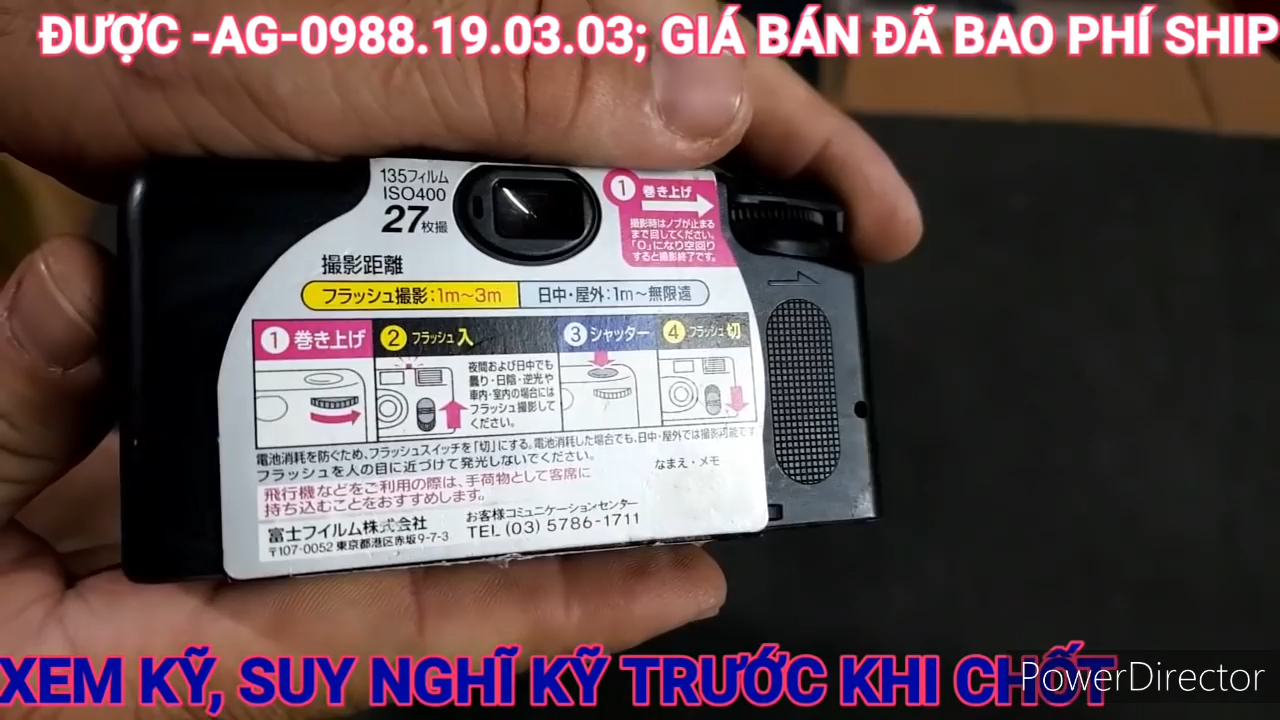 ĐƯỢC -AG-0988.19.03.03; GIÁ BÁN ĐÃ BAO PHÍ SHIP
135フィルム
ISO400
27枚撮
1 巻き上げ
撮影時はノブが止まる
まで回してください。
「0」になり空回り
すると撮影終了です。
撮影距離
フラッシュ撮影:1m～3m
日中・屋外:1m～無限遠
1 巻き上げ
2 フラッシュ入
夜間および日中でも
曇り・日陰・逆光や
車内・室内の場合には
フラッシュ撮影して
ください。
3 シャッター
4 フラッシュ切
電池消耗を防ぐため、フラッシュスイッチを「切」にする。電池消耗した場合でも、日中・屋外では撮影可能です
フラッシュを人の目に近づけて発光しないでください。
なまえ・メモ
飛行機などをご利用の際は、手荷物として客席に
持ち込むことをおすすめします。
富士フイルム株式会社
〒107-0052 東京都港区赤坂9-7-3
お客様コミュニケーションセンター
TEL (03) 5786-1711
XEM KỸ, SUY NGHĨ KỸ TRƯỚC KHI CHỐT
PowerDirector